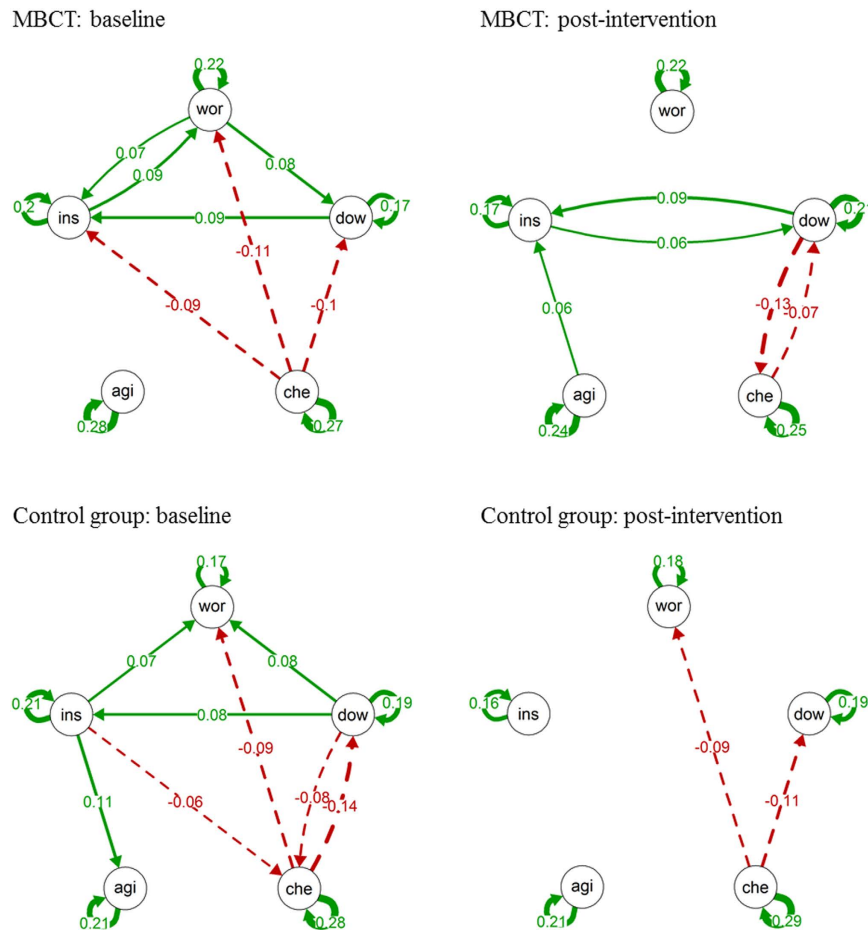 MBCT: baseline
MBCT: post-intervention
0.22
wor
0.07
0.09
0.08
0.2
ins
0.09
dow
0.17
-0.11
-0.09
-0.1
agi
0.28
che
0.27
0.22
wor
0.17
ins
0.09
0.06
dow
0.21
-0.13
-0.07
0.06
agi
0.24
che
0.25
Control group: baseline
Control group: post-intervention
0.17
wor
0.07
0.08
0.21
ins
0.08
dow
0.19
-0.09
-0.06
-0.08
-0.14
0.11
agi
0.21
che
0.28
0.18
wor
0.16
ins
dow
0.19
-0.09
-0.11
agi
0.21
che
0.29